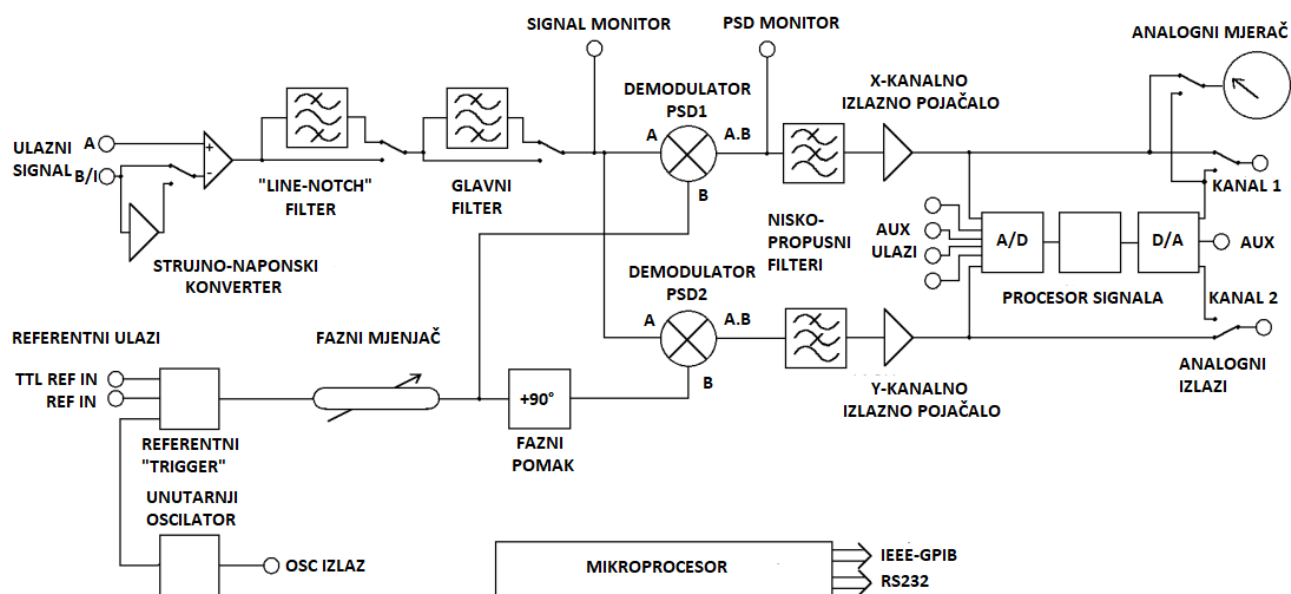 SIGNAL MONITOR
PSD MONITOR
ANALOGNI MJERAČ
DEMODULATOR
PSD1
X-KANALNO
IZLAZNO POJAČALO
ULAZNI
SIGNAL
A
B/I
+
-
"LINE-NOTCH"
FILTER
GLAVNI
FILTER
A
A.B
B
STRUJNO-NAPONSKI
KONVERTER
NISKO-
PROPUSNI
FILTERI
AUX
ULAZI
A/D
D/A
PROCESOR SIGNALA
KANAL 1
AUX
KANAL 2
DEMODULATOR
PSD2
A
A.B
B
ANALOGNI
IZLAZI
Y-KANALNO
IZLAZNO POJAČALO
REFERENTNI ULAZI
TTL REF IN
REF IN
FAZNI MJENJAČ
+90°
FAZNI
POMAK
REFERENTNI
"TRIGGER"
UNUTARNJI
OSCILATOR
OSC IZLAZ
MIKROPROCESOR
IEEE-GPIB
RS232